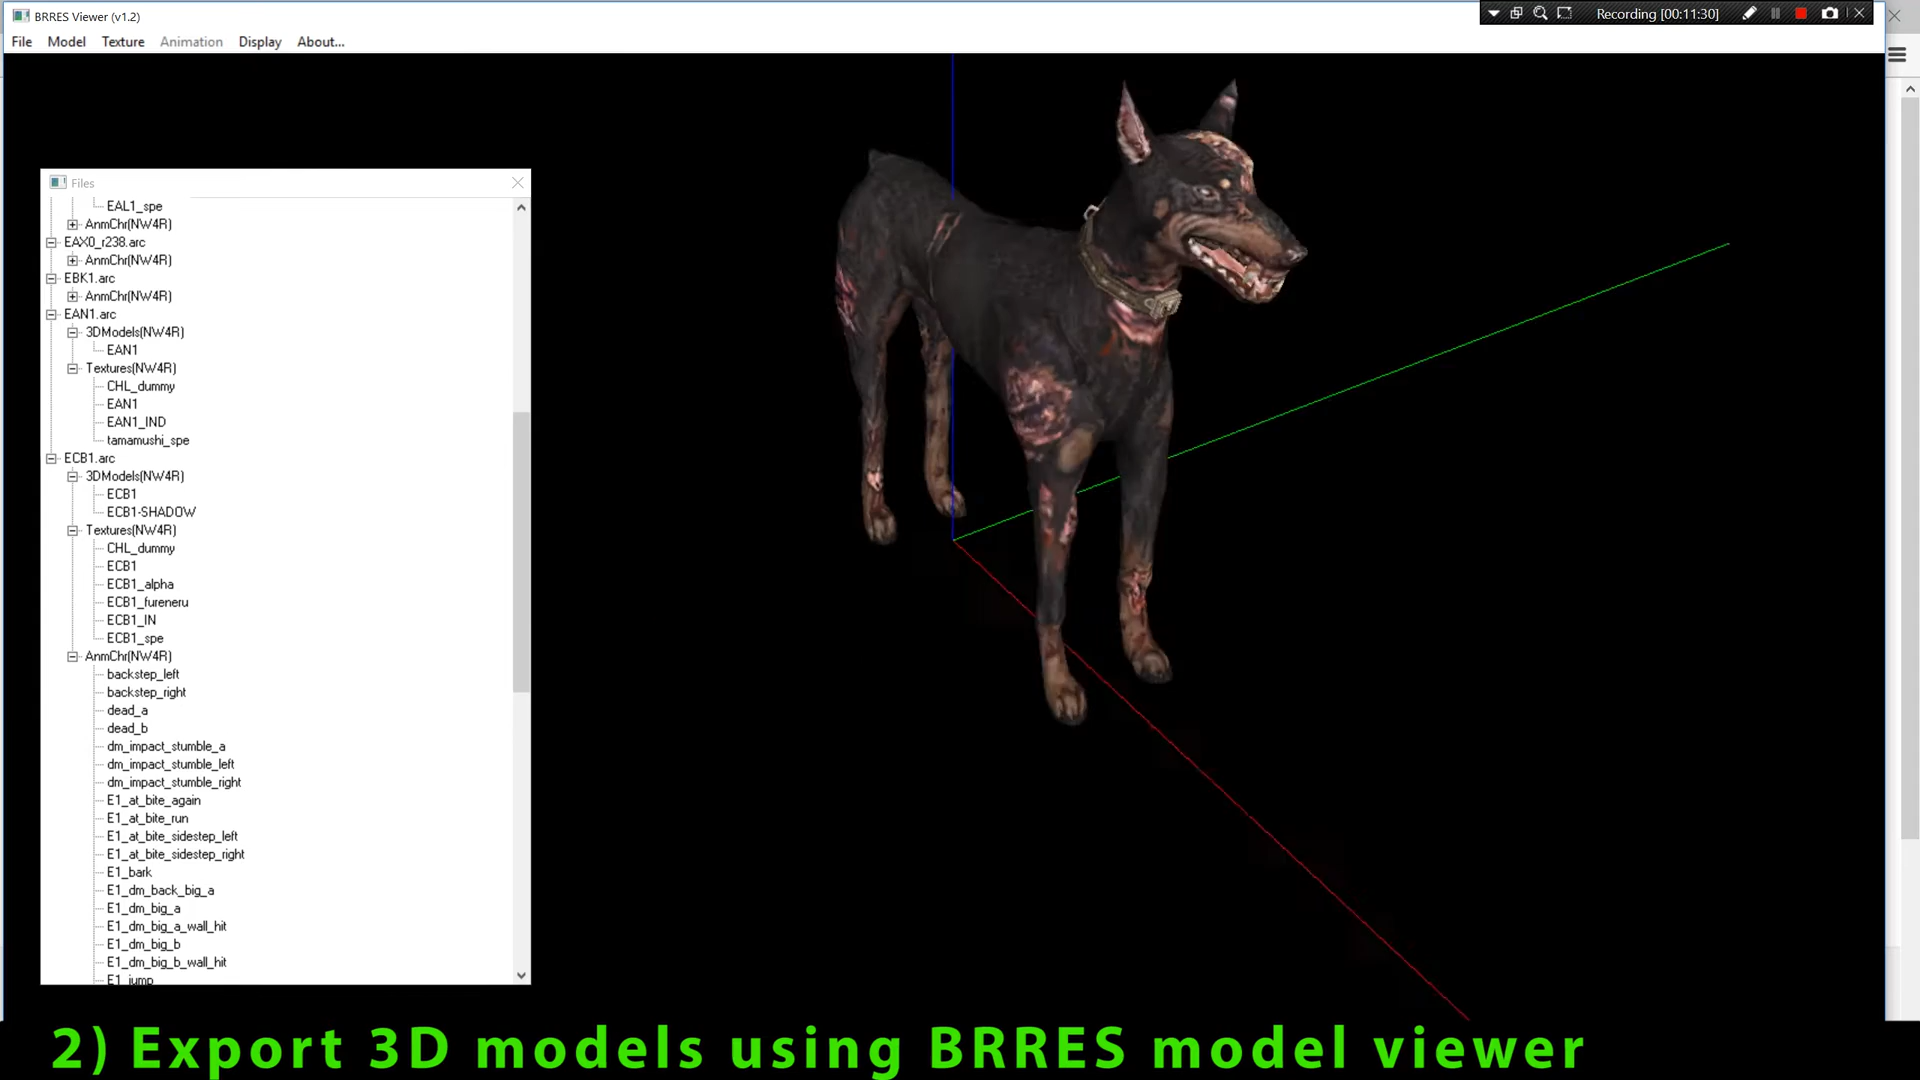 BRRES Viewer (v1.2)
Recording [00:11:30]
File Model Texture Animation Display About...
Files
EAL1_spe
AnmChr(NW4R)
EAX0_r238.arc
AnmChr(NW4R)
EBK1.arc
AnmChr(NW4R)
EAN1.arc
3DModels(NW4R)
EAN1
Textures(NW4R)
CHL_dummy
EAN1
EAN1_IND
tamamushi_spe
ECB1.arc
3DModels(NW4R)
ECB1
ECB1-SHADOW
Textures(NW4R)
CHL_dummy
ECB1
ECB1_alpha
ECB1_fureneru
ECB1_IN
ECB1_spe
AnmChr(NW4R)
backstep_left
backstep_right
dead_a
dead_b
dm_impact_stumble_a
dm_impact_stumble_left
dm_impact_stumble_right
E1_at_bite_again
E1_at_bite_run
E1_at_bite_sidestep_left
E1_at_bite_sidestep_right
E1_bark
E1_dm_back_big_a
E1_dm_big_a
E1_dm_big_a_wall_hit
E1_dm_big_b
E1_dm_big_b_wall_hit
E1_jump
2) Export 3D models using BRRES model viewer